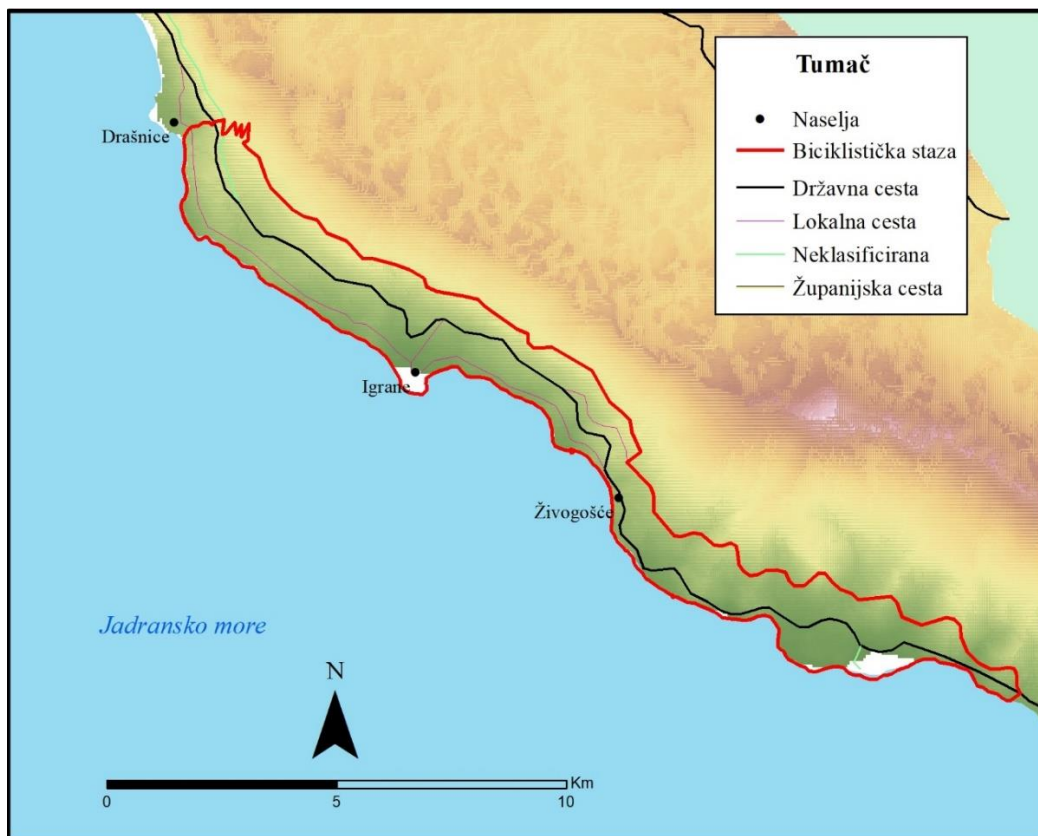 Tumač
Naselja
Biciklistička staza
Državna cesta
Lokalna cesta
Neklasificirana
Županijska cesta
Drašnice
Igrane
Živogošće
Jadransko more
N
Km
0 5 10